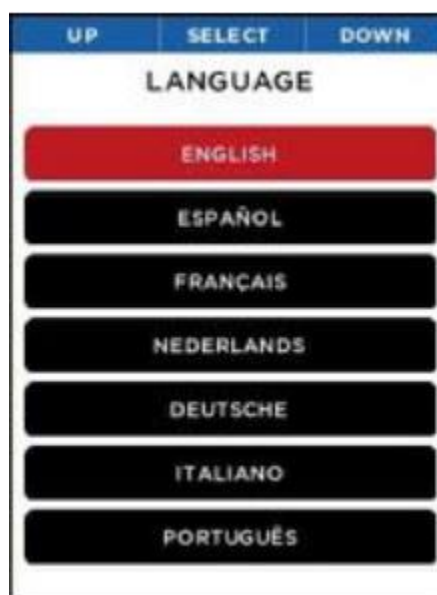 UP SELECT DOWN
LANGUAGE
ENGLISH
ESPAÑOL
FRANÇAIS
NEDERLANDS
DEUTSCHE
ITALIANO
PORTUGUÊS